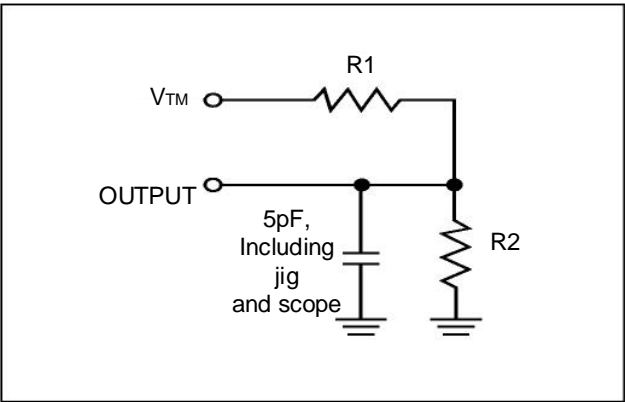 R1
VTM
OUTPUT
5pF,
Including
jig
and scope
R2